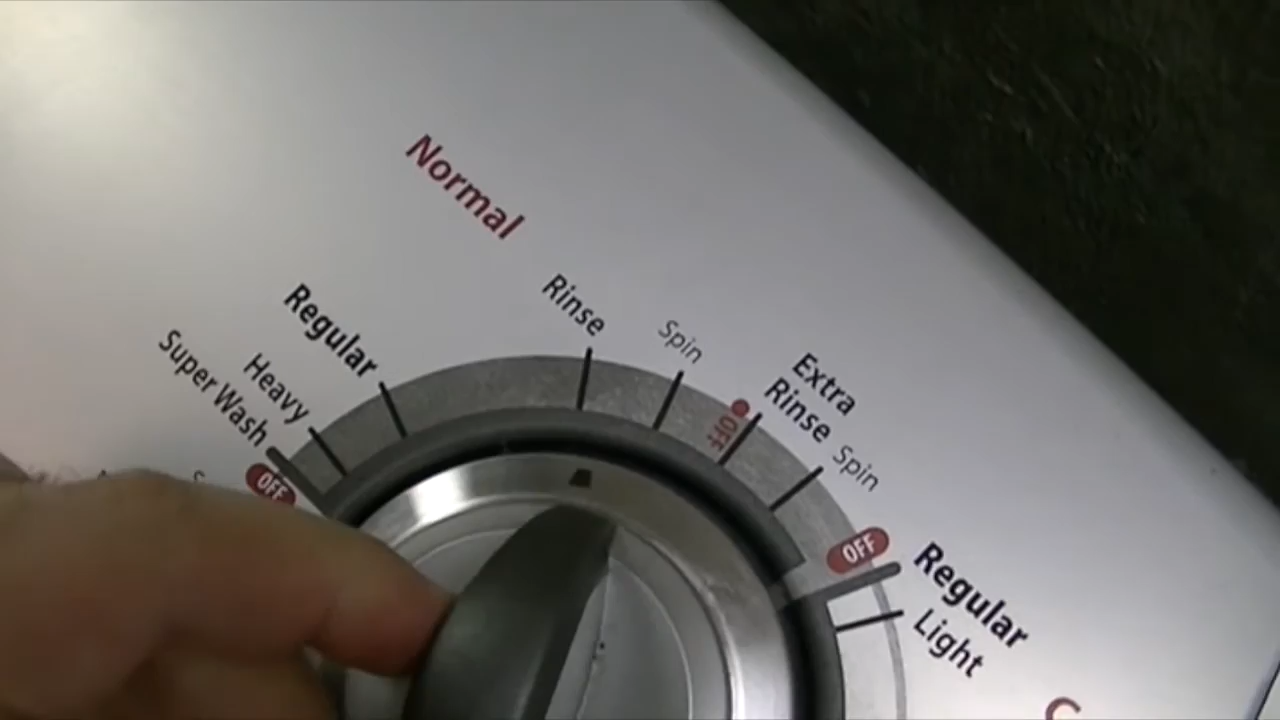 Normal
Regular
Heavy
Super Wash
OFF
Rinse
Spin
OFF
Extra
Rinse
Spin
OFF
Regular
Light